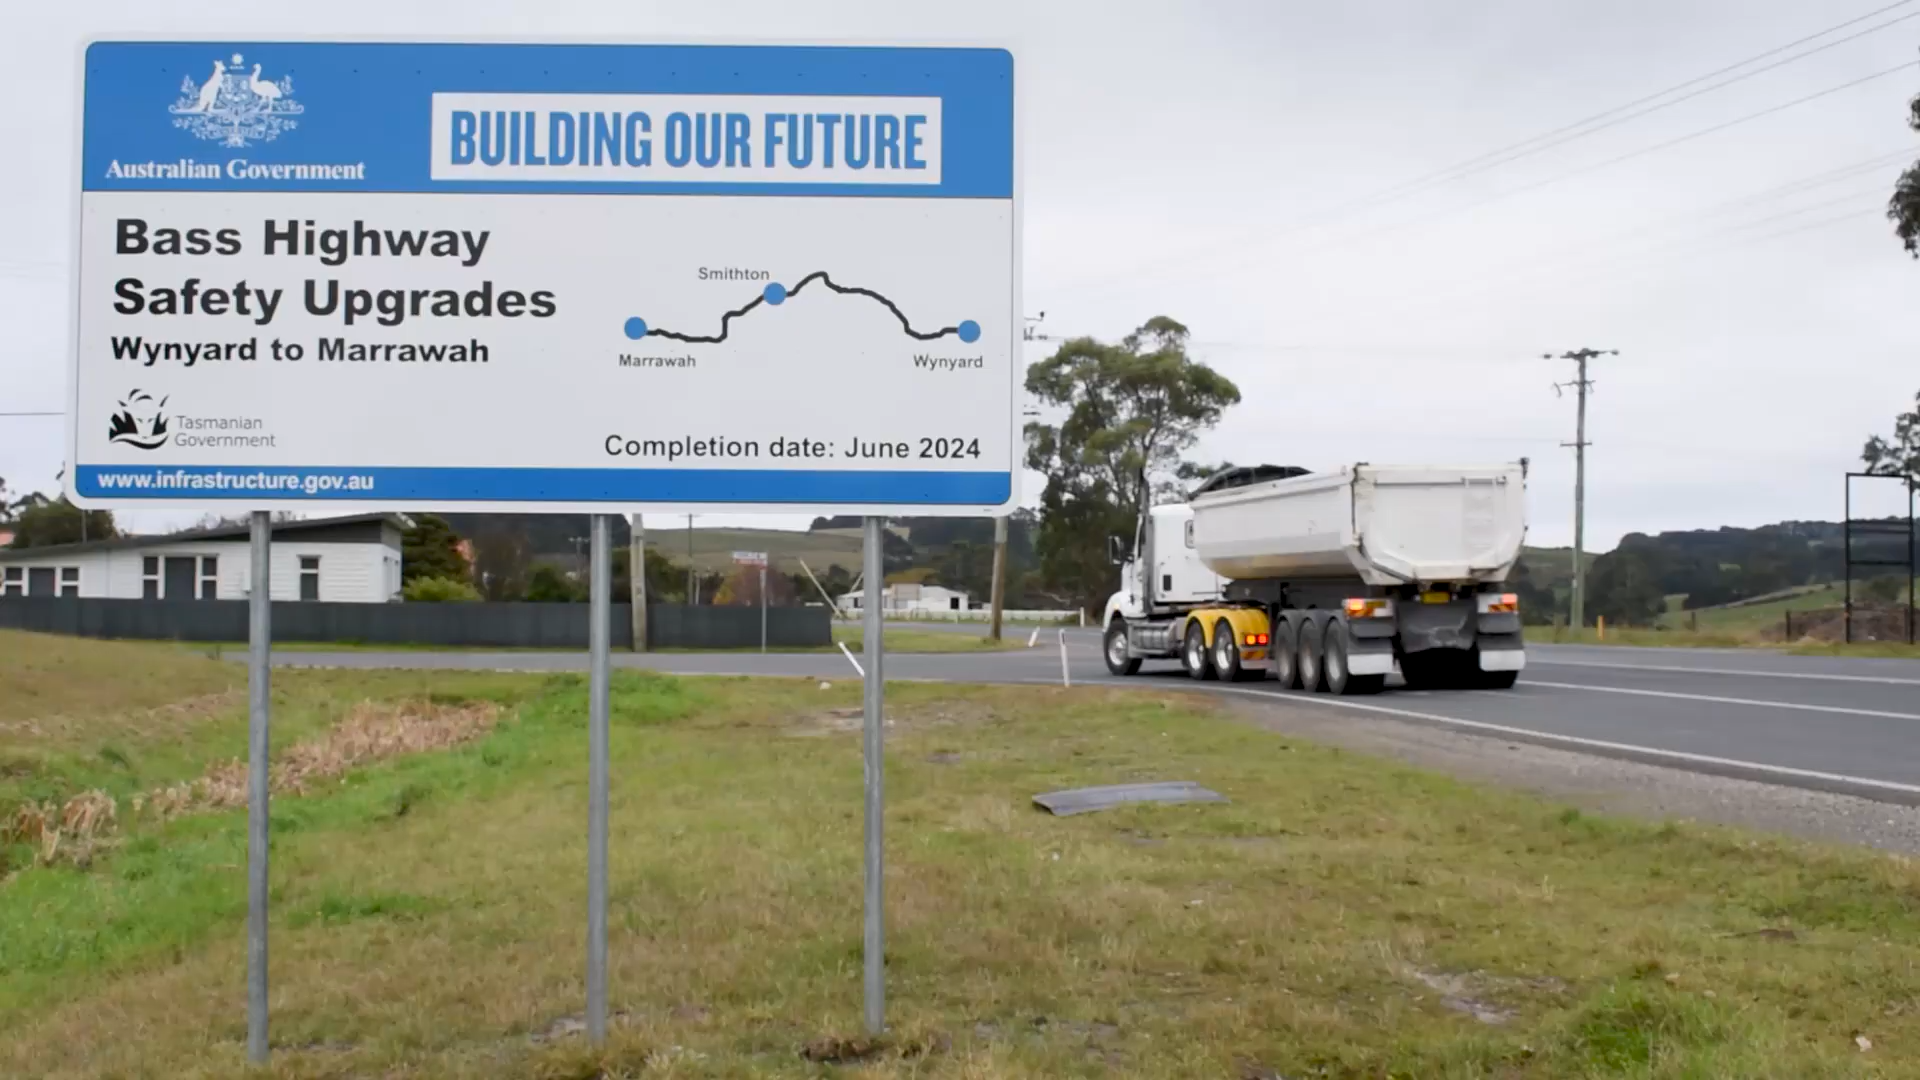 Australian Government
BUILDING OUR FUTURE
Bass Highway
Safety Upgrades
Wynyard to Marrawah
Smithton
Marrawah
Wynyard
Tasmanian
Government
Completion date: June 2024
www.infrastructure.gov.au